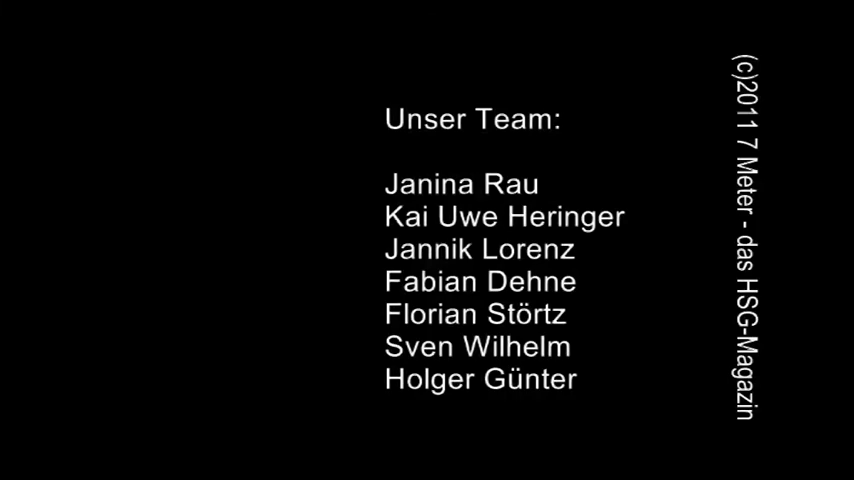 Unser Team:
Janina Rau
Kai Uwe Heringer
Jannik Lorenz
Fabian Dehne
Florian Störtz
Sven Wilhelm
Holger Günter
(c)2011 7 Meter - das HSG-Magazin